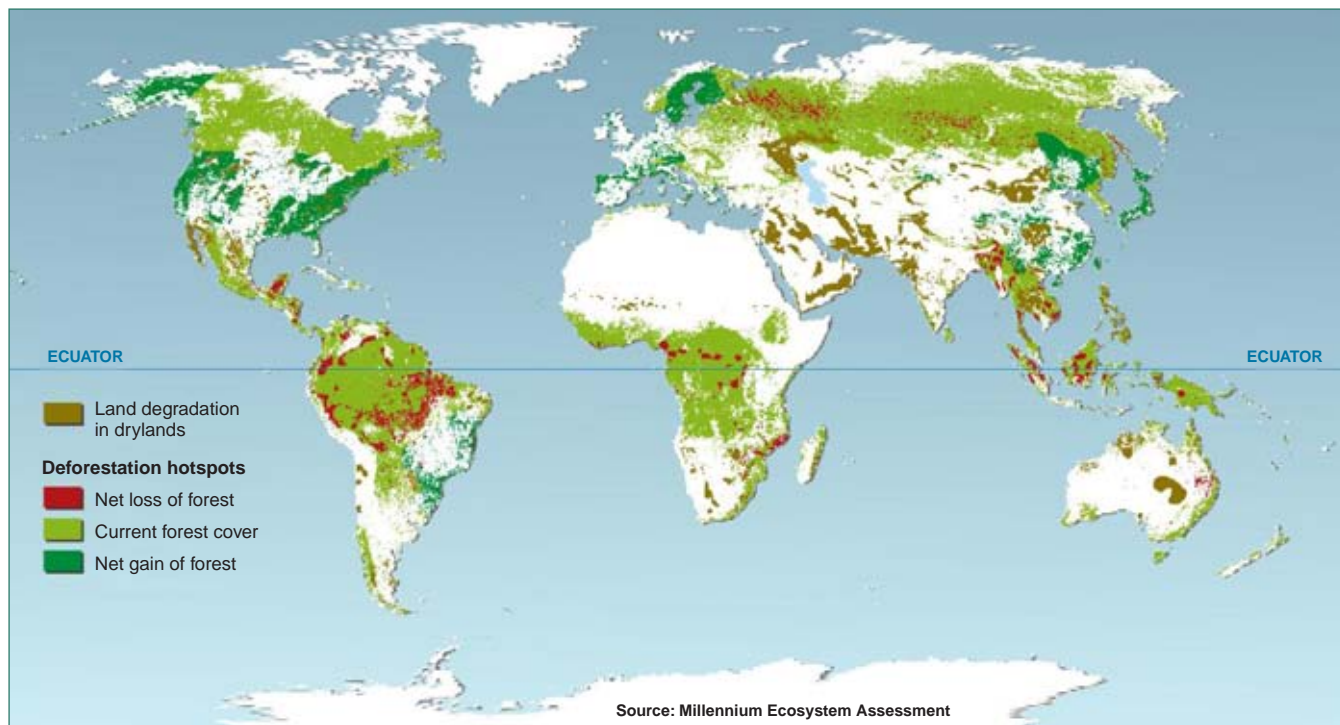 ECUATOR
ECUATOR
Land degradation
in drylands
Deforestation hotspots
Net loss of forest
Current forest cover
Net gain of forest
Source: Millennium Ecosystem Assessment